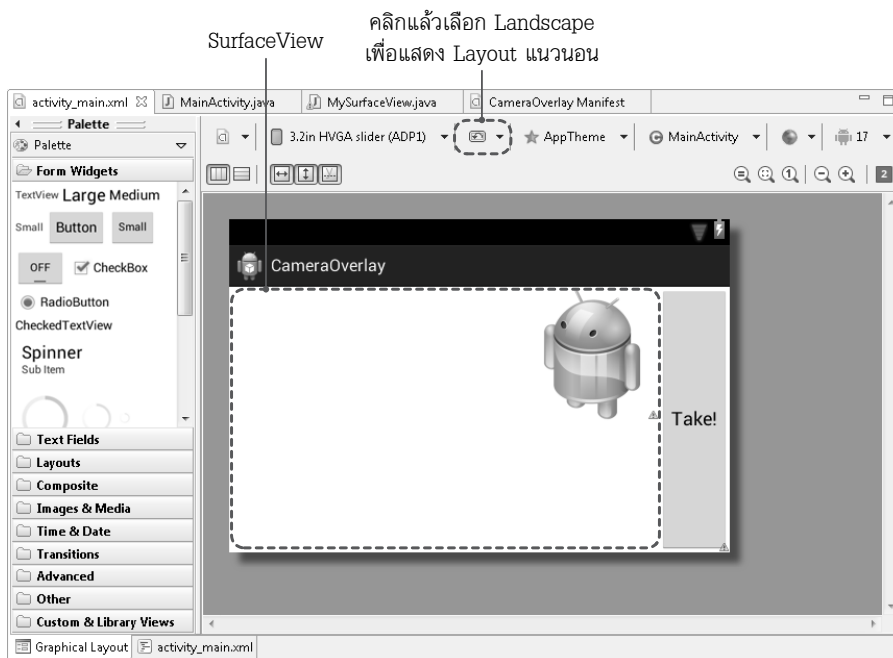 คลิกแล้วเลือก Landscape
เพื่อแสดง Layout แนวนอน
SurfaceView
activity_main.xml
MainActivity.java
MySurfaceView.java
CameraOverlay Manifest
Palette
Palette
3.2in HVGA slider (ADP1)
AppTheme
MainActivity
17
Form Widgets
2
TextView Large Medium
Small Button Small
OFF CheckBox
RadioButton
CheckedTextView
Spinner
Sub Item
CameraOverlay
Take!
Text Fields
Layouts
Composite
Images & Media
Time & Date
Transitions
Advanced
Other
Custom & Library Views
Graphical Layout
activity_main.xml